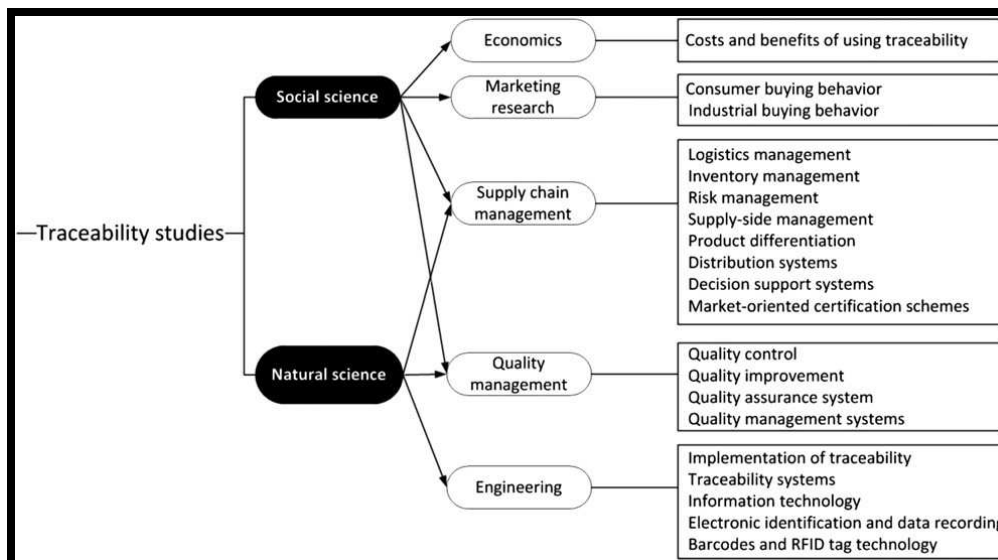 Traceability studies
Social science
Natural science
Economics
Marketing
research
Supply chain
management
Quality
management
Engineering
Costs and benefits of using traceability
Consumer buying behavior
Industrial buying behavior
Logistics management
Inventory management
Risk management
Supply-side management
Product differentiation
Distribution systems
Decision support systems
Market-oriented certification schemes
Quality control
Quality improvement
Quality assurance system
Quality management systems
Implementation of traceability
Traceability systems
Information technology
Electronic identification and data recording
Barcodes and RFID tag technology